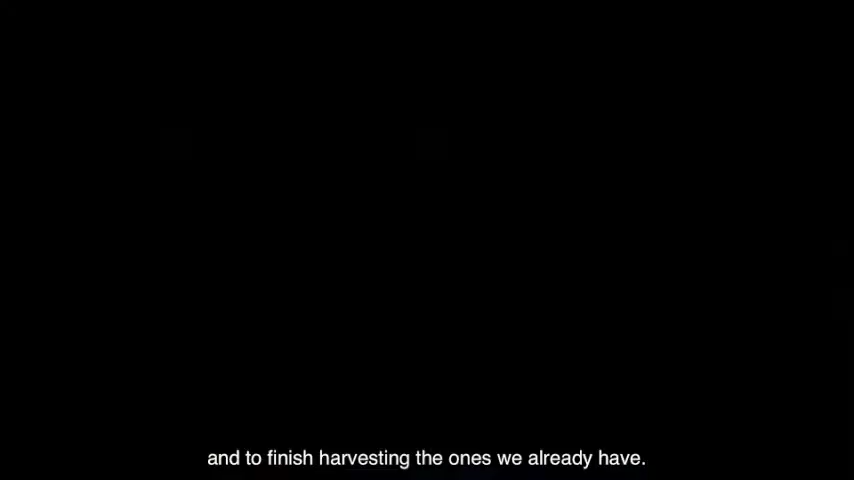 and to finish harvesting the ones we already have.